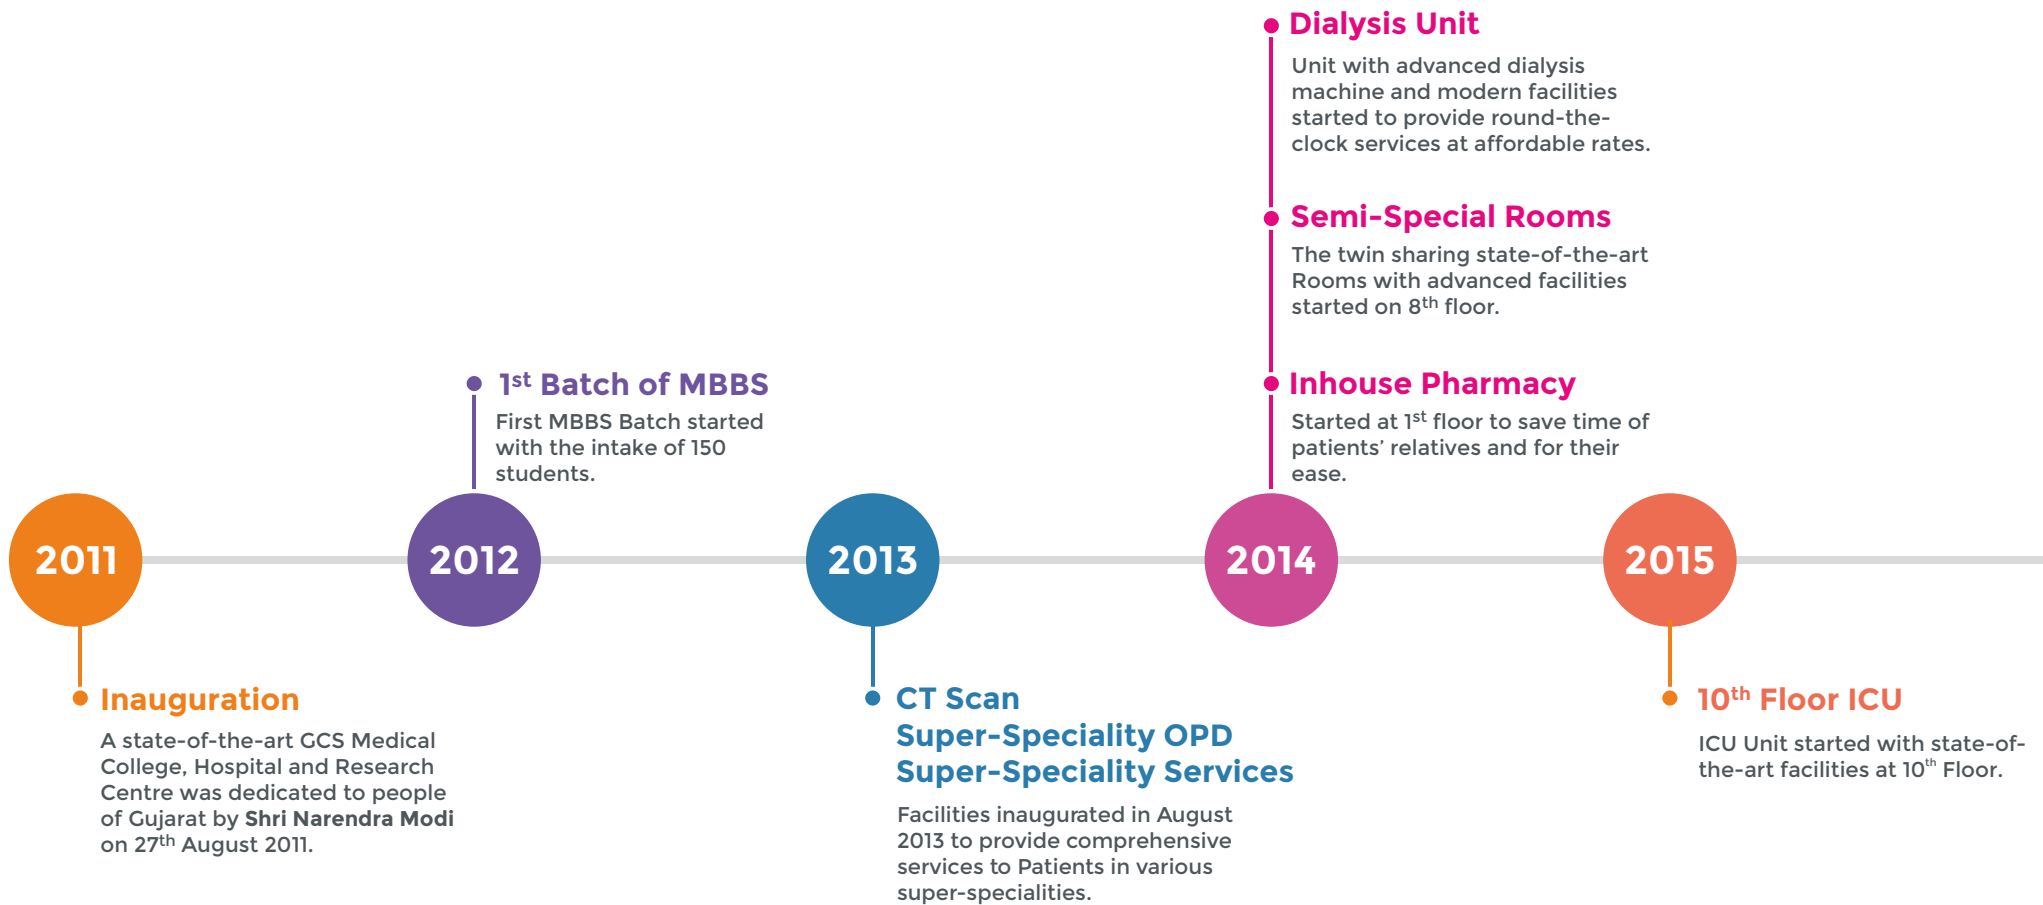 Dialysis Unit
Unit with advanced dialysis
machine and modern facilities
started to provide round-the-
clock services at affordable rates.
Semi-Special Rooms
The twin sharing state-of-the-art
Rooms with advanced facilities
started on 8th floor.
1st Batch of MBBS
First MBBS Batch started
with the intake of 150
students.
Inhouse Pharmacy
Started at 1st floor to save time of
patients’ relatives and for their
ease.
2011
2012
2013
2014
2015
Inauguration
A state-of-the-art GCS Medical
College, Hospital and Research
Centre was dedicated to people
of Gujarat by Shri Narendra Modi
on 27th August 2011.
CT Scan
Super-Speciality OPD
Super-Speciality Services
Facilities inaugurated in August
2013 to provide comprehensive
services to Patients in various
super-specialities.
10th Floor ICU
ICU Unit started with state-of-
the-art facilities at 10th Floor.